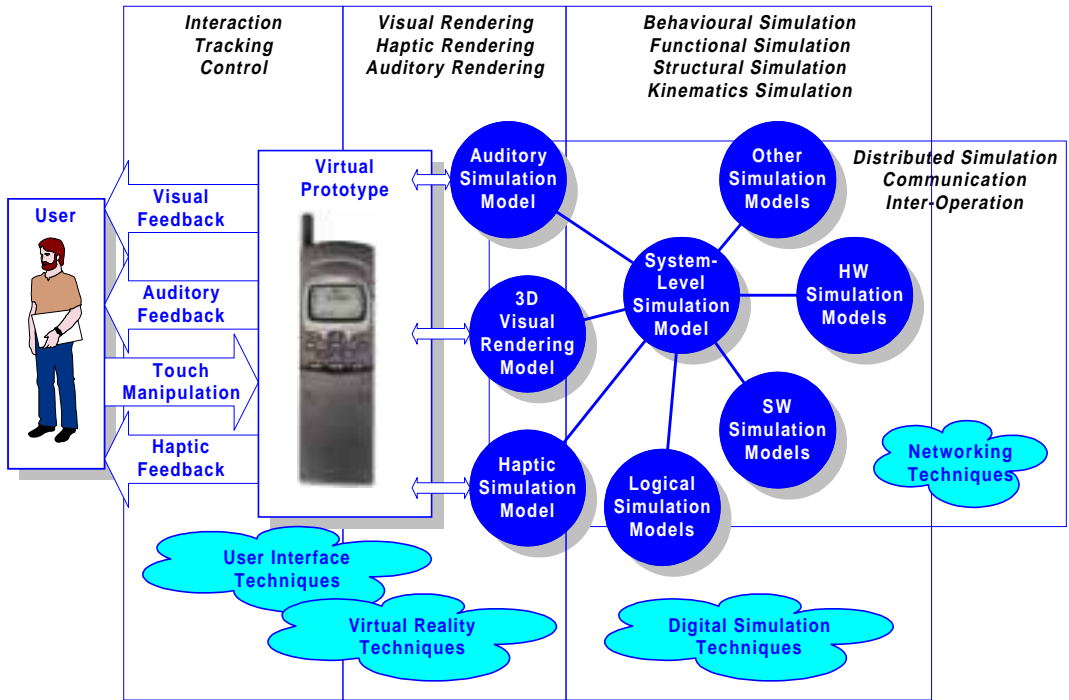 Interaction
Tracking
Control
Visual Rendering
Haptic Rendering
Auditory Rendering
Behavioural Simulation
Functional Simulation
Structural Simulation
Kinematics Simulation
Distributed Simulation
Communication
Inter-Operation
User
Visual
Feedback
Auditory
Feedback
Touch
Manipulation
Haptic
Feedback
Virtual
Prototype
Auditory
Simulation
Model
3D
Visual
Rendering
Model
Haptic
Simulation
Model
System-
Level
Simulation
Model
Other
Simulation
Models
HW
Simulation
Models
SW
Simulation
Models
Logical
Simulation
Models
Networking
Techniques
User Interface
Techniques
Virtual Reality
Techniques
Digital Simulation
Techniques